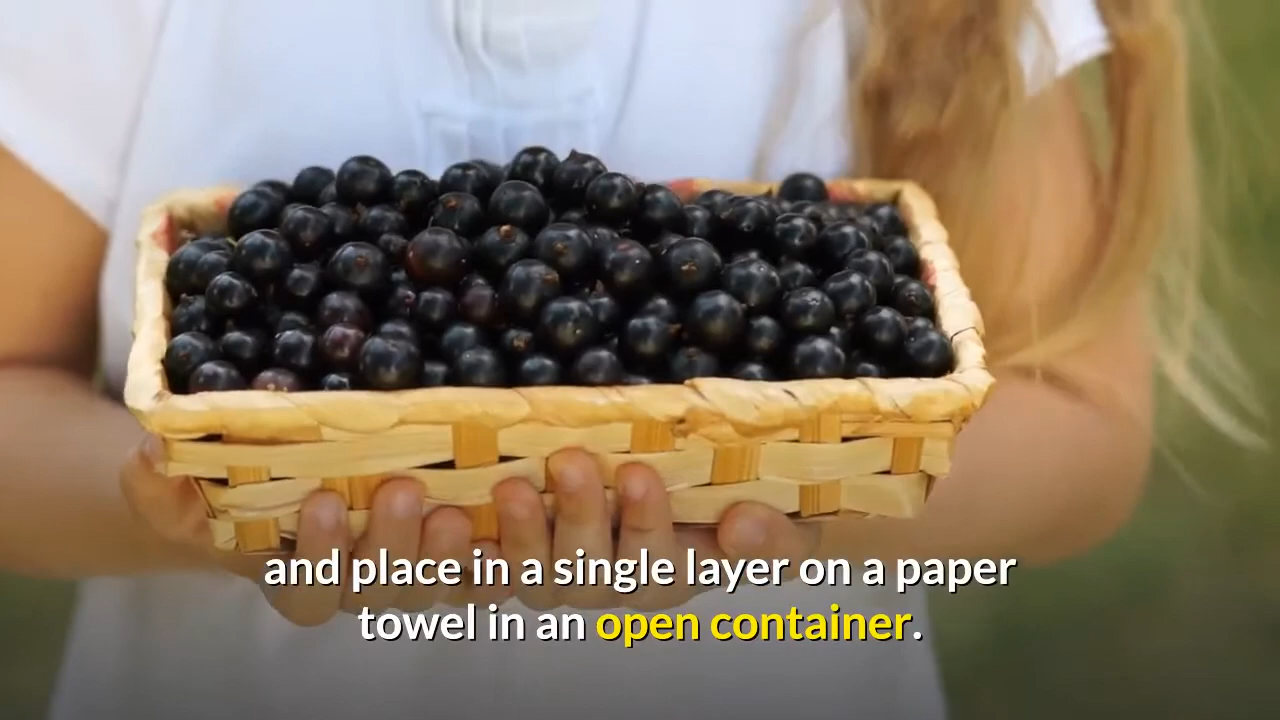 and place in a single layer on a paper
towel in an open container.